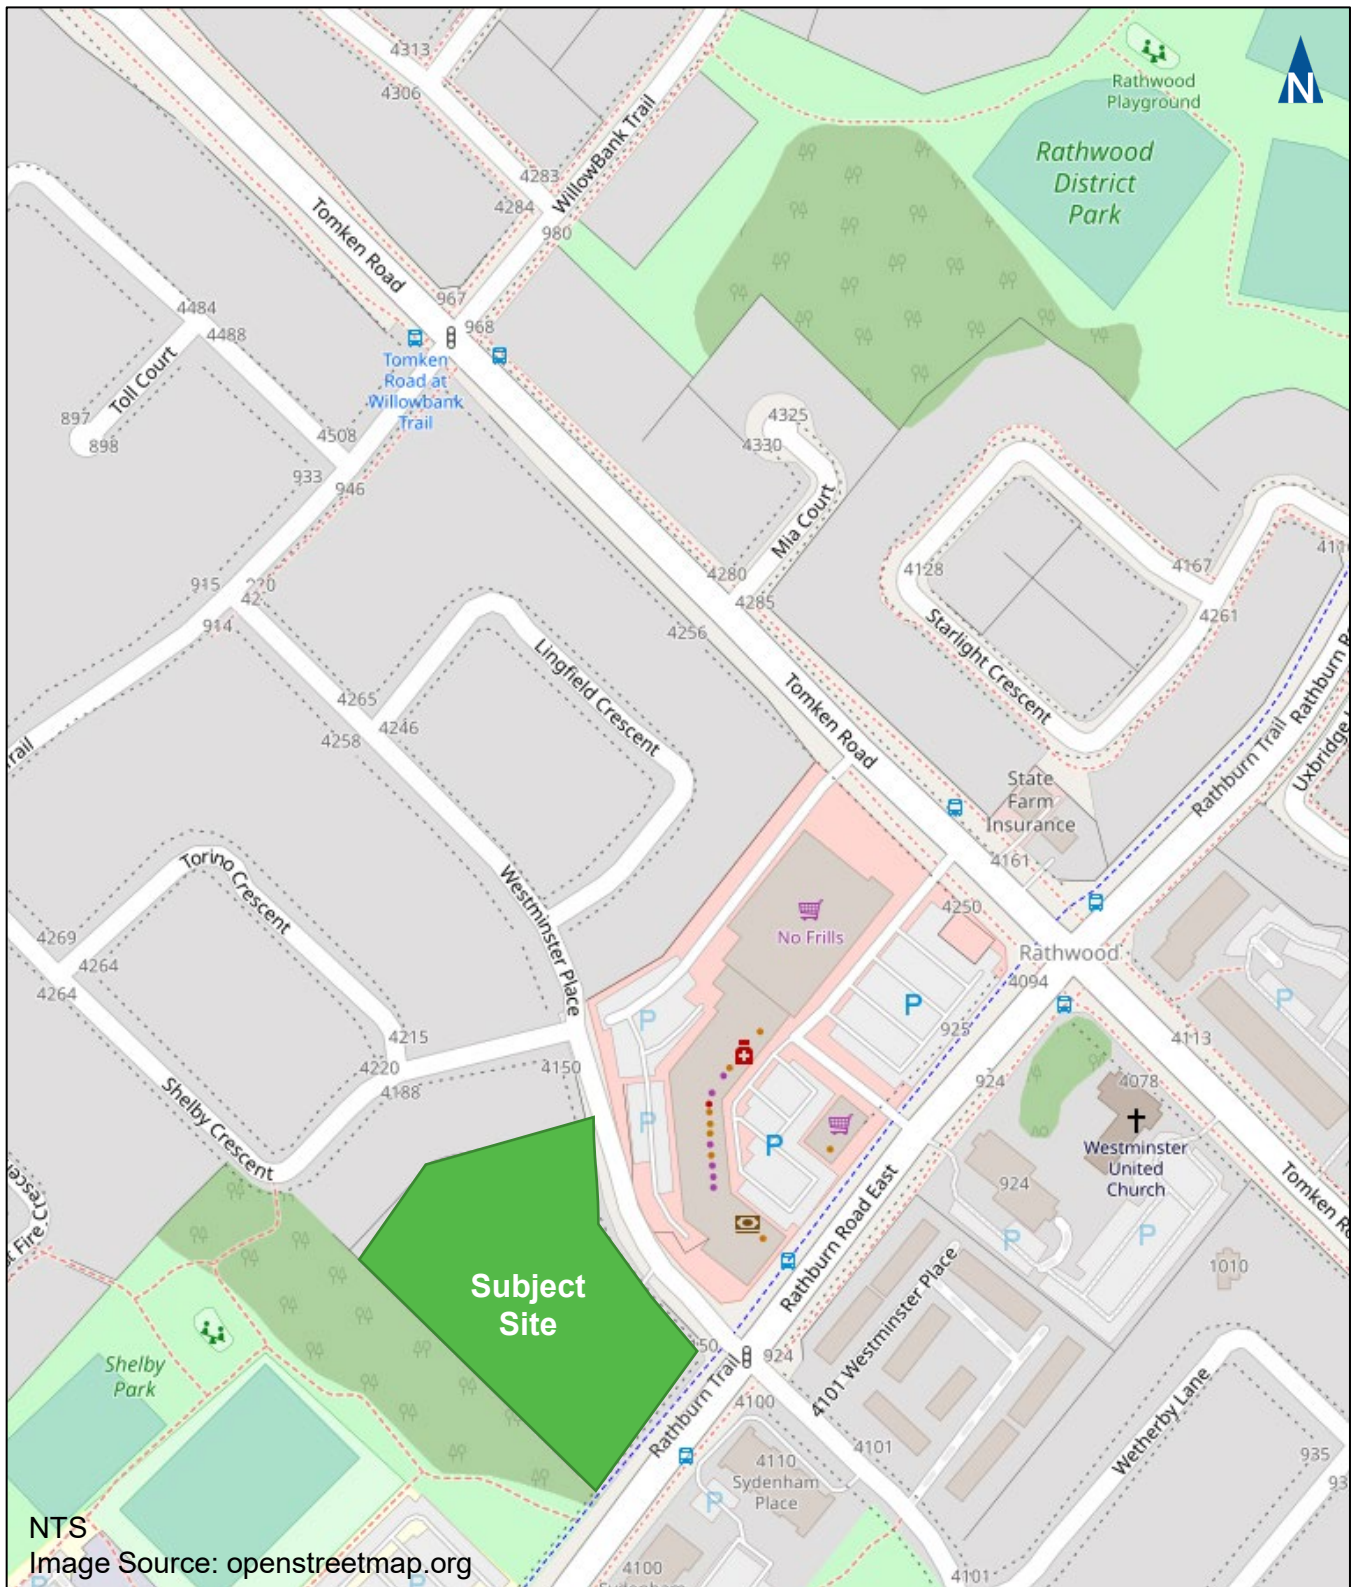 4313
4306
Rathwood
Playground
N
WillowBank Trail
Rathwood
District
Park
4283
4284
980
Tomken Road
967
968
4484
4488
Toll Court
Tomken
Road at
Willowbank
Trail
897
898
4508
933
946
4325
4330
Mia Court
4280
4285
4256
4128
Starlight Crescent
4167
4261
915
914
Lingfield Crescent
4265
4246
4258
Tomken Road
Rathburn Trail
State
Farm
Insurance
4161
Torino Crescent
Westminster Place
No Frills
4250
Rathwood
4094
4269
4264
4264
P
P
925
P
4215
4220
4188
4150
Shelby Crescent
924
4113
4078
P
P
Westminster
United
Church
924
Rathburn Road East
P
P
Subject
Site
4101 Westminster Place
1010
Shelby
Park
Rathburn Trail
924
4100
Wetherby Lane
4101
4110
Sydenham
Place
P
935
4100
4101
NTS
Image Source: openstreetmap.org